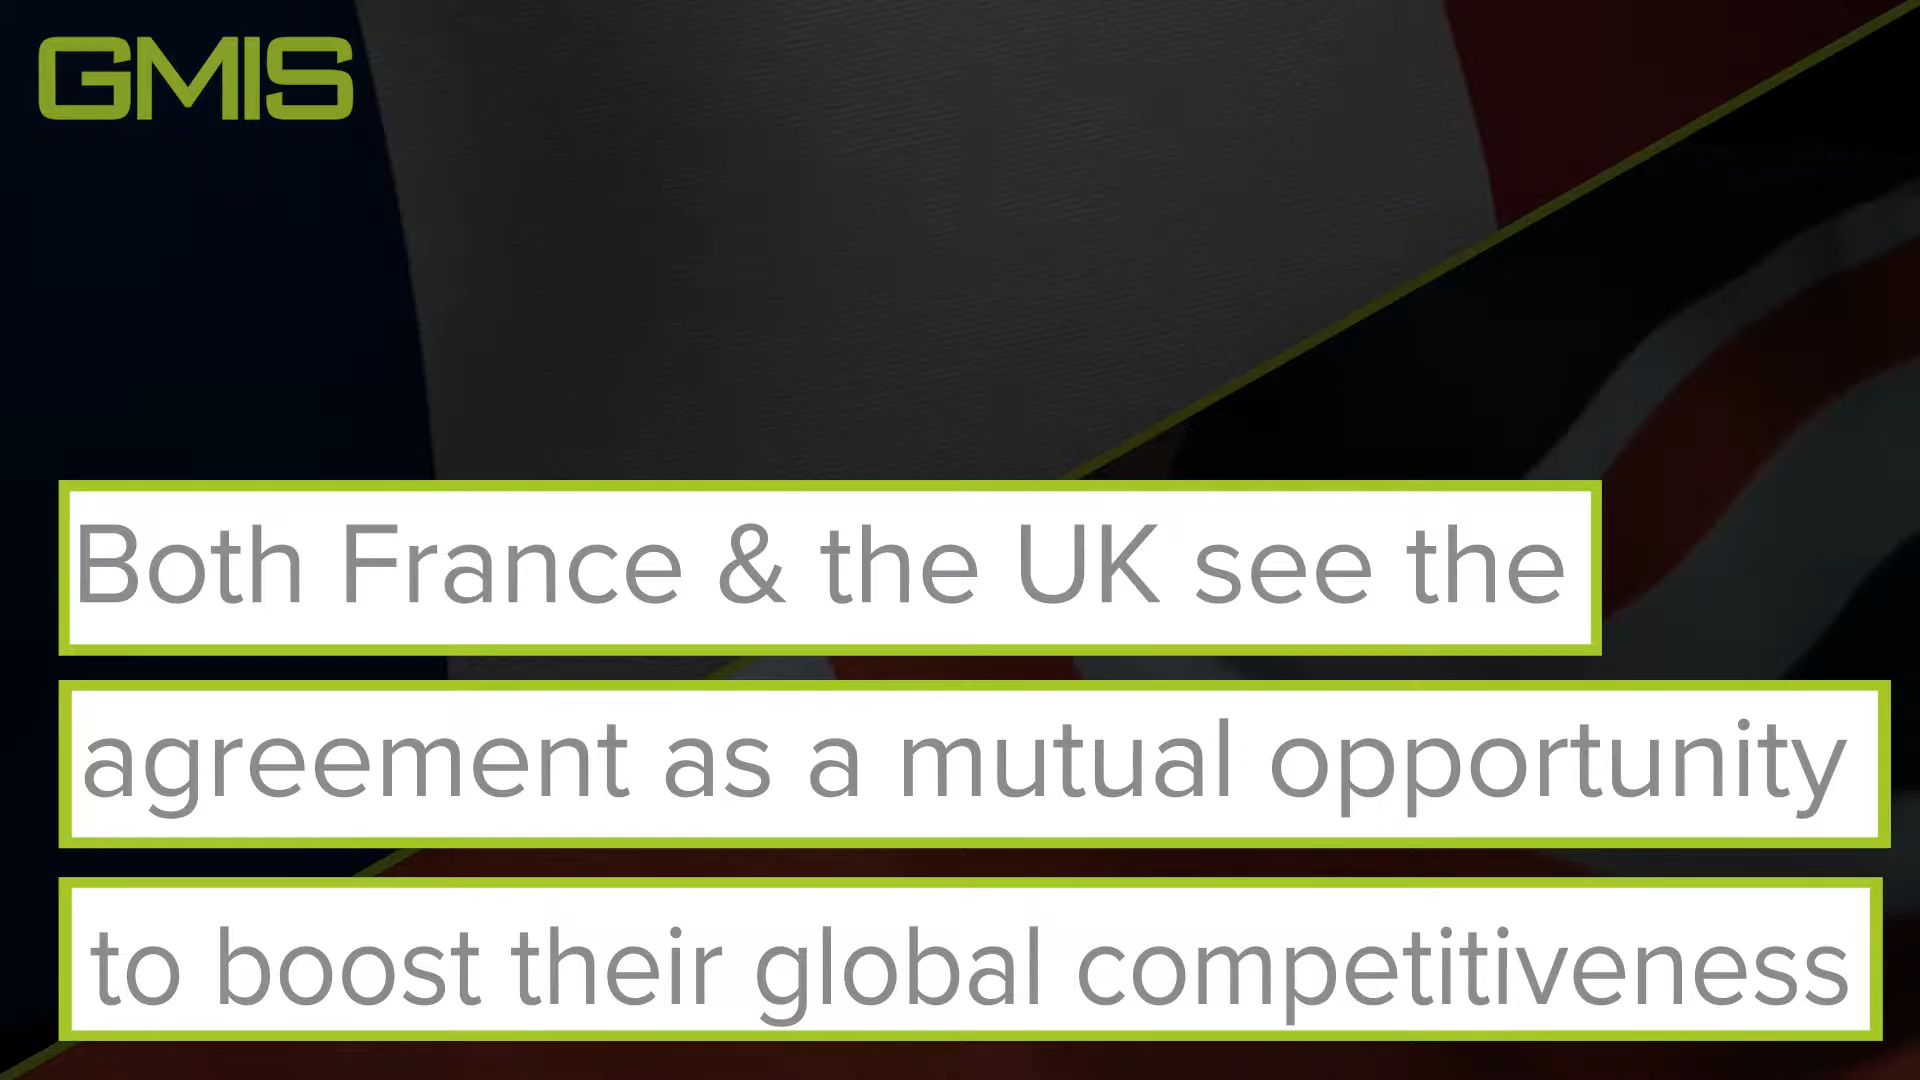 GMIS
Both France & the UK see the
agreement as a mutual opportunity
to boost their global competitiveness